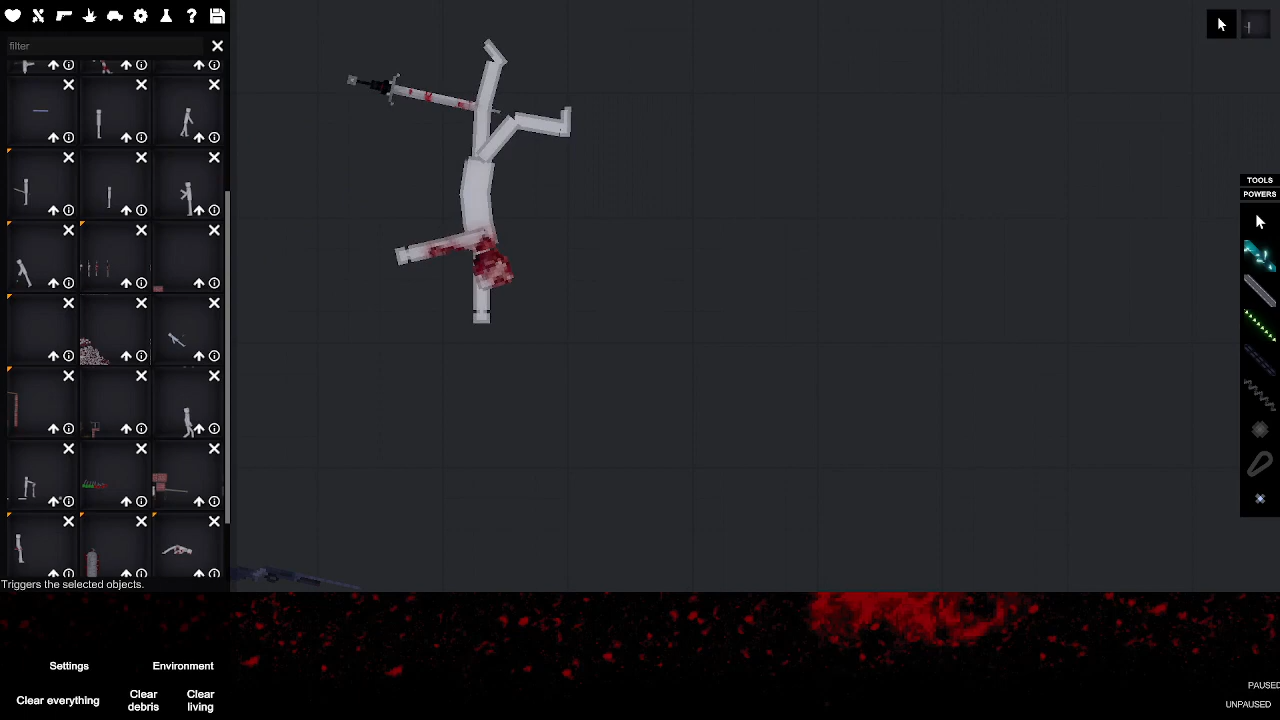 filter
TOOLS
POWERS
Triggers the selected objects.
Settings
Environment
Clear everything
Clear
debris
Clear
living
PAUSED
UNPAUSED